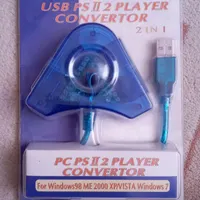 USB PS II 2 PLAYER
CONVERTOR
2 IN 1
PC PS II 2 PLAYER
CONVERTOR
For Windows98 ME 2000 XP/VISTA Windows 7